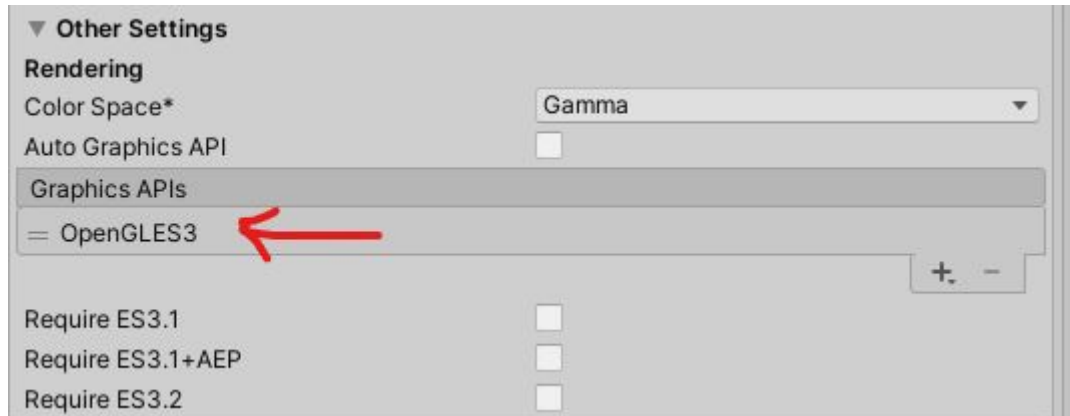 Other Settings
Rendering
Color Space* Gamma
Auto Graphics API
Graphics APIs
= OpenGLES3
+ −
Require ES3.1
Require ES3.1+AEP
Require ES3.2